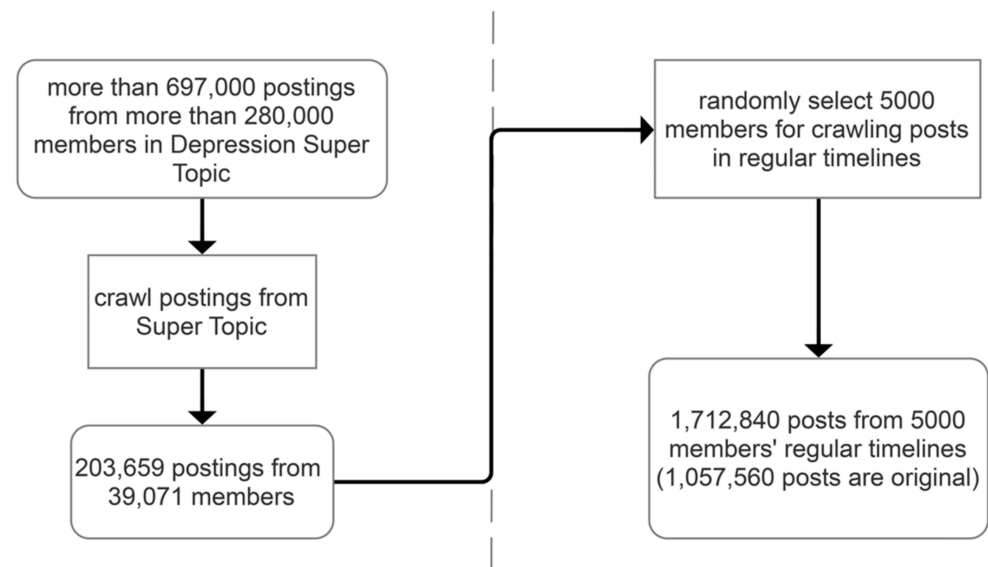 more than 697,000 postings
from more than 280,000
members in Depression Super
Topic
crawl postings from
Super Topic
203,659 postings from
39,071 members
randomly select 5000
members for crawling posts
in regular timelines
1,712,840 posts from 5000
members' regular timelines
(1,057,560 posts are original)